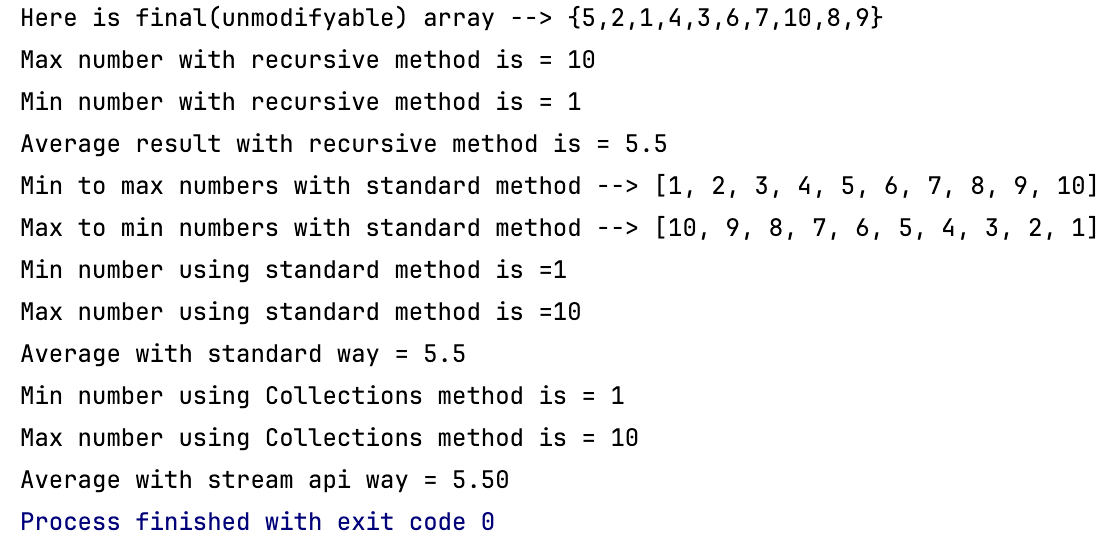 Here is final(unmodifyable) array --> {5,2,1,4,3,6,7,10,8,9}
Max number with recursive method is = 10
Min number with recursive method is = 1
Average result with recursive method is = 5.5
Min to max numbers with standard method --> [1, 2, 3, 4, 5, 6, 7, 8, 9, 10]
Max to min numbers with standard method --> [10, 9, 8, 7, 6, 5, 4, 3, 2, 1]
Min number using standard method is =1
Max number using standard method is =10
Average with standard way = 5.5
Min number using Collections method is = 1
Max number using Collections method is = 10
Average with stream api way = 5.50
Process finished with exit code 0